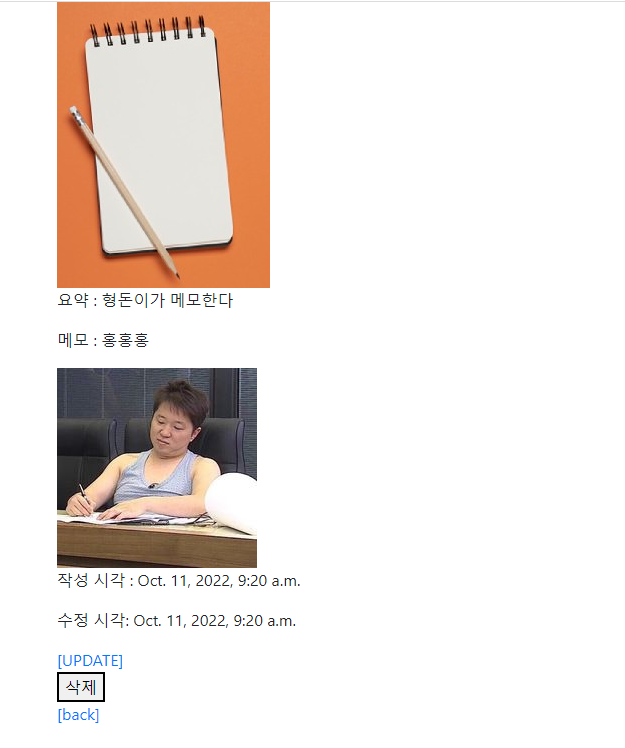 요약 : 형돈이가 메모한다
메모 : 홍홍홍
작성 시각 : Oct. 11, 2022, 9:20 a.m.
수정 시각: Oct. 11, 2022, 9:20 a.m.
[UPDATE]
삭제
[back]